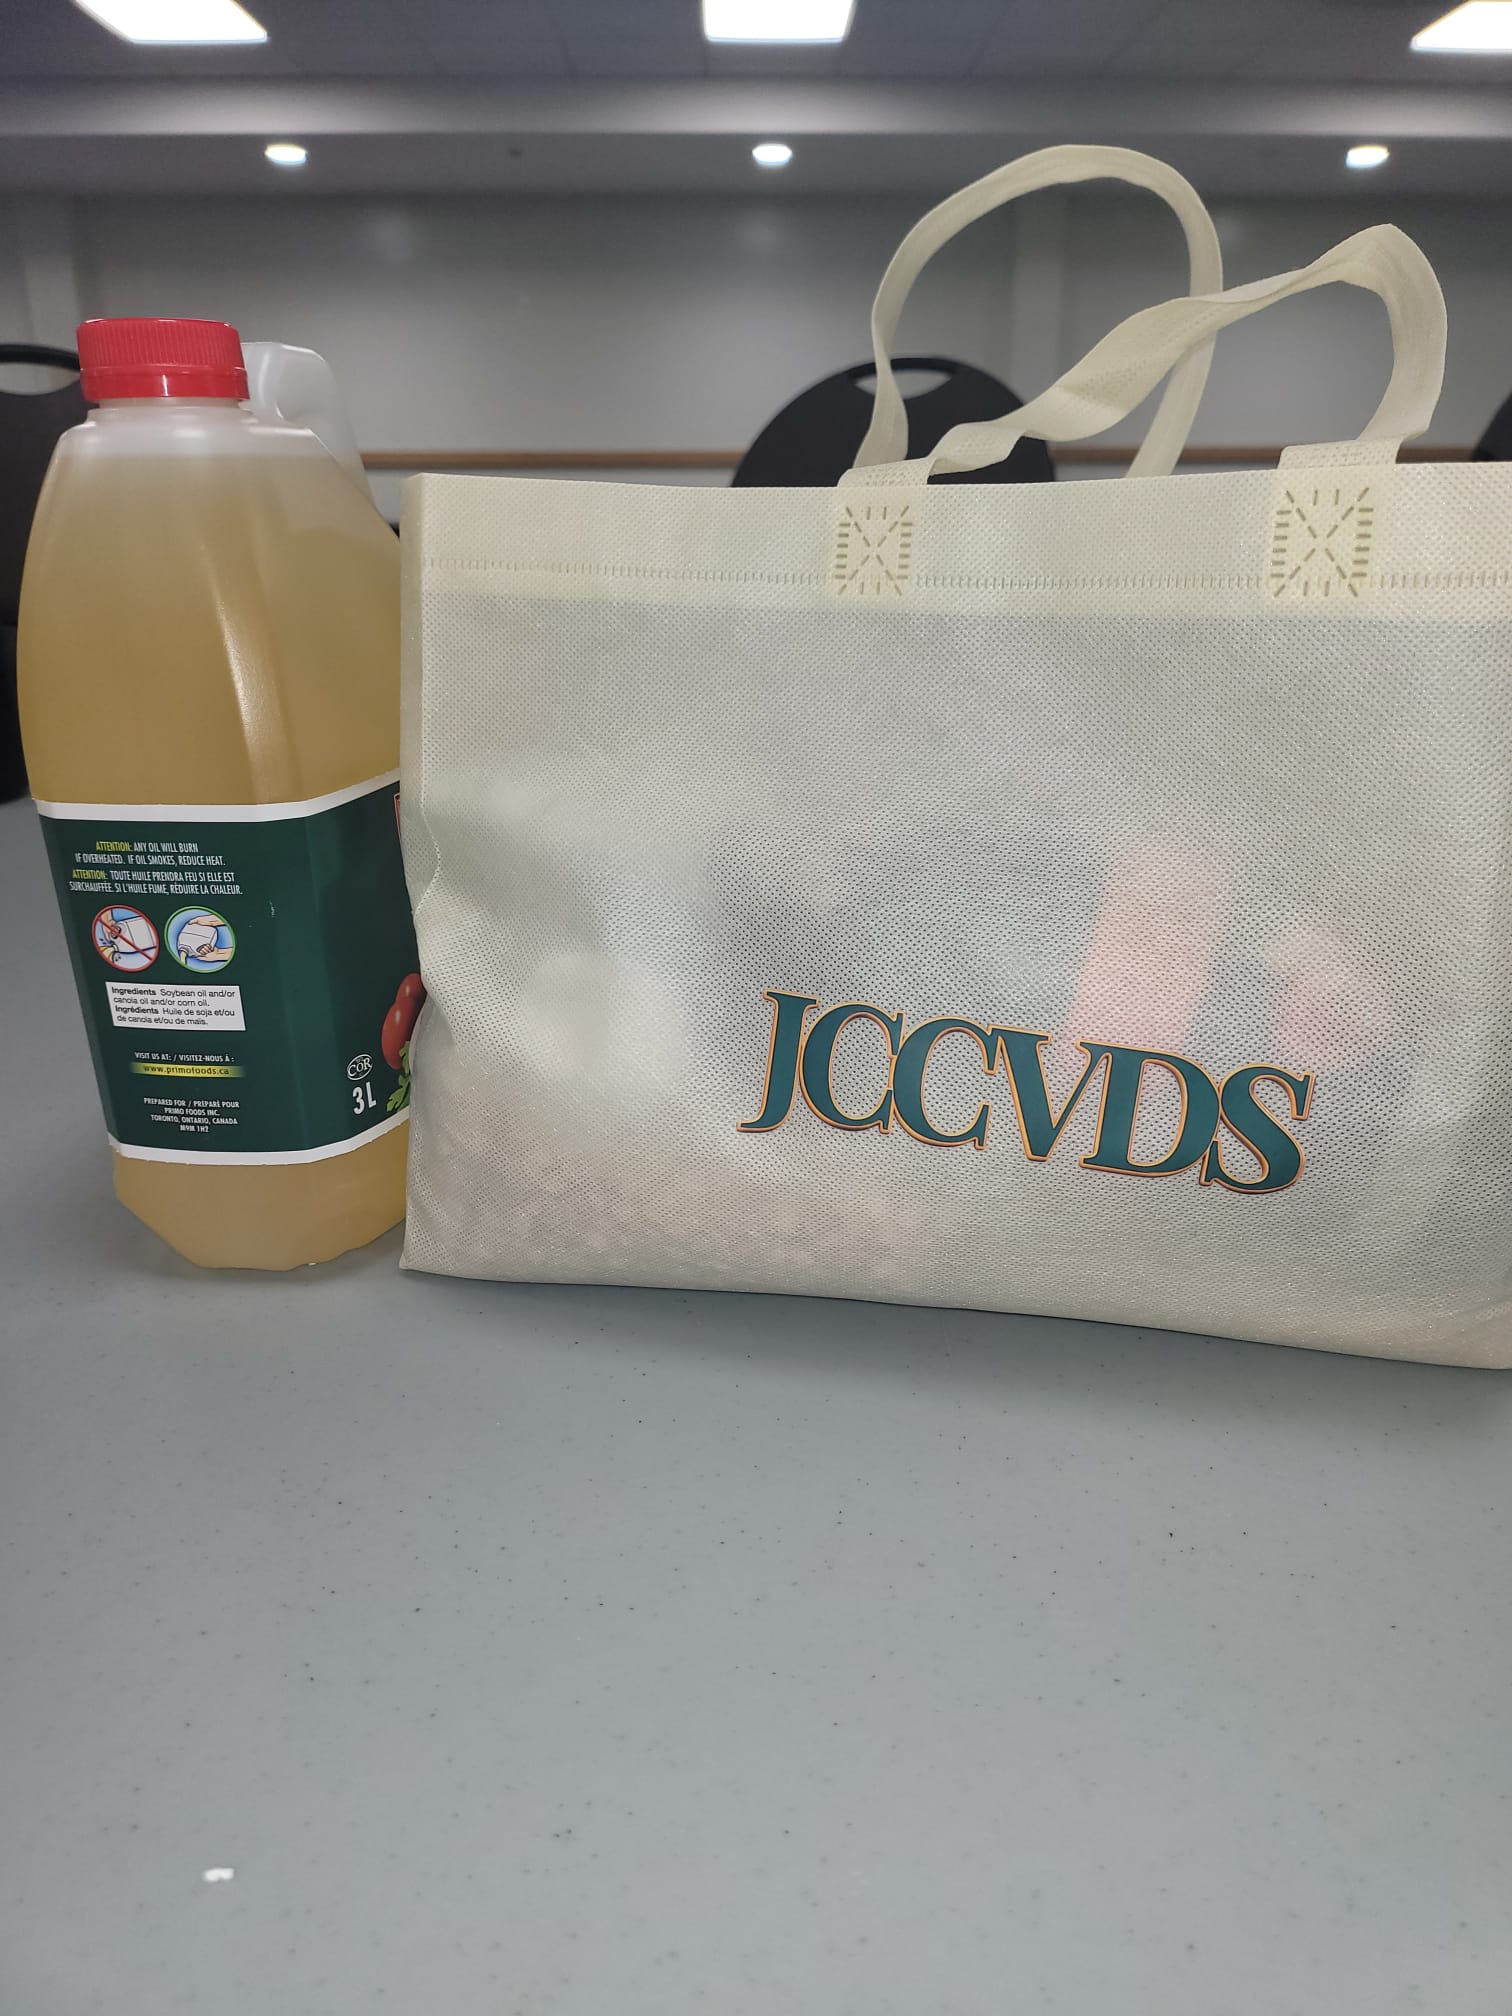 ATTENTION: ANY OIL WILL BURN
IF OVERHEATED. IF OIL SMOKES, REDUCE HEAT.
ATTENTION: TOUTE HUILE PRENDRA FEU SI ELLE EST
SURCHAUFFÉE. SI L'HUILE FUME, RÉDUIRE LA CHALEUR.
Ingredients Soybean oil and/or
canola oil and/or corn oil.
Ingrédients Huile de soja et/ou
de canola et/ou de maïs.
VISIT US AT: / VISITEZ-NOUS À :
www.primofoods.ca
PREPARED FOR / PRÉPARÉ POUR
PRIMO FOODS INC.
TORONTO, ONTARIO, CANADA
M9M 1H2
COR
3L
JCCVDS